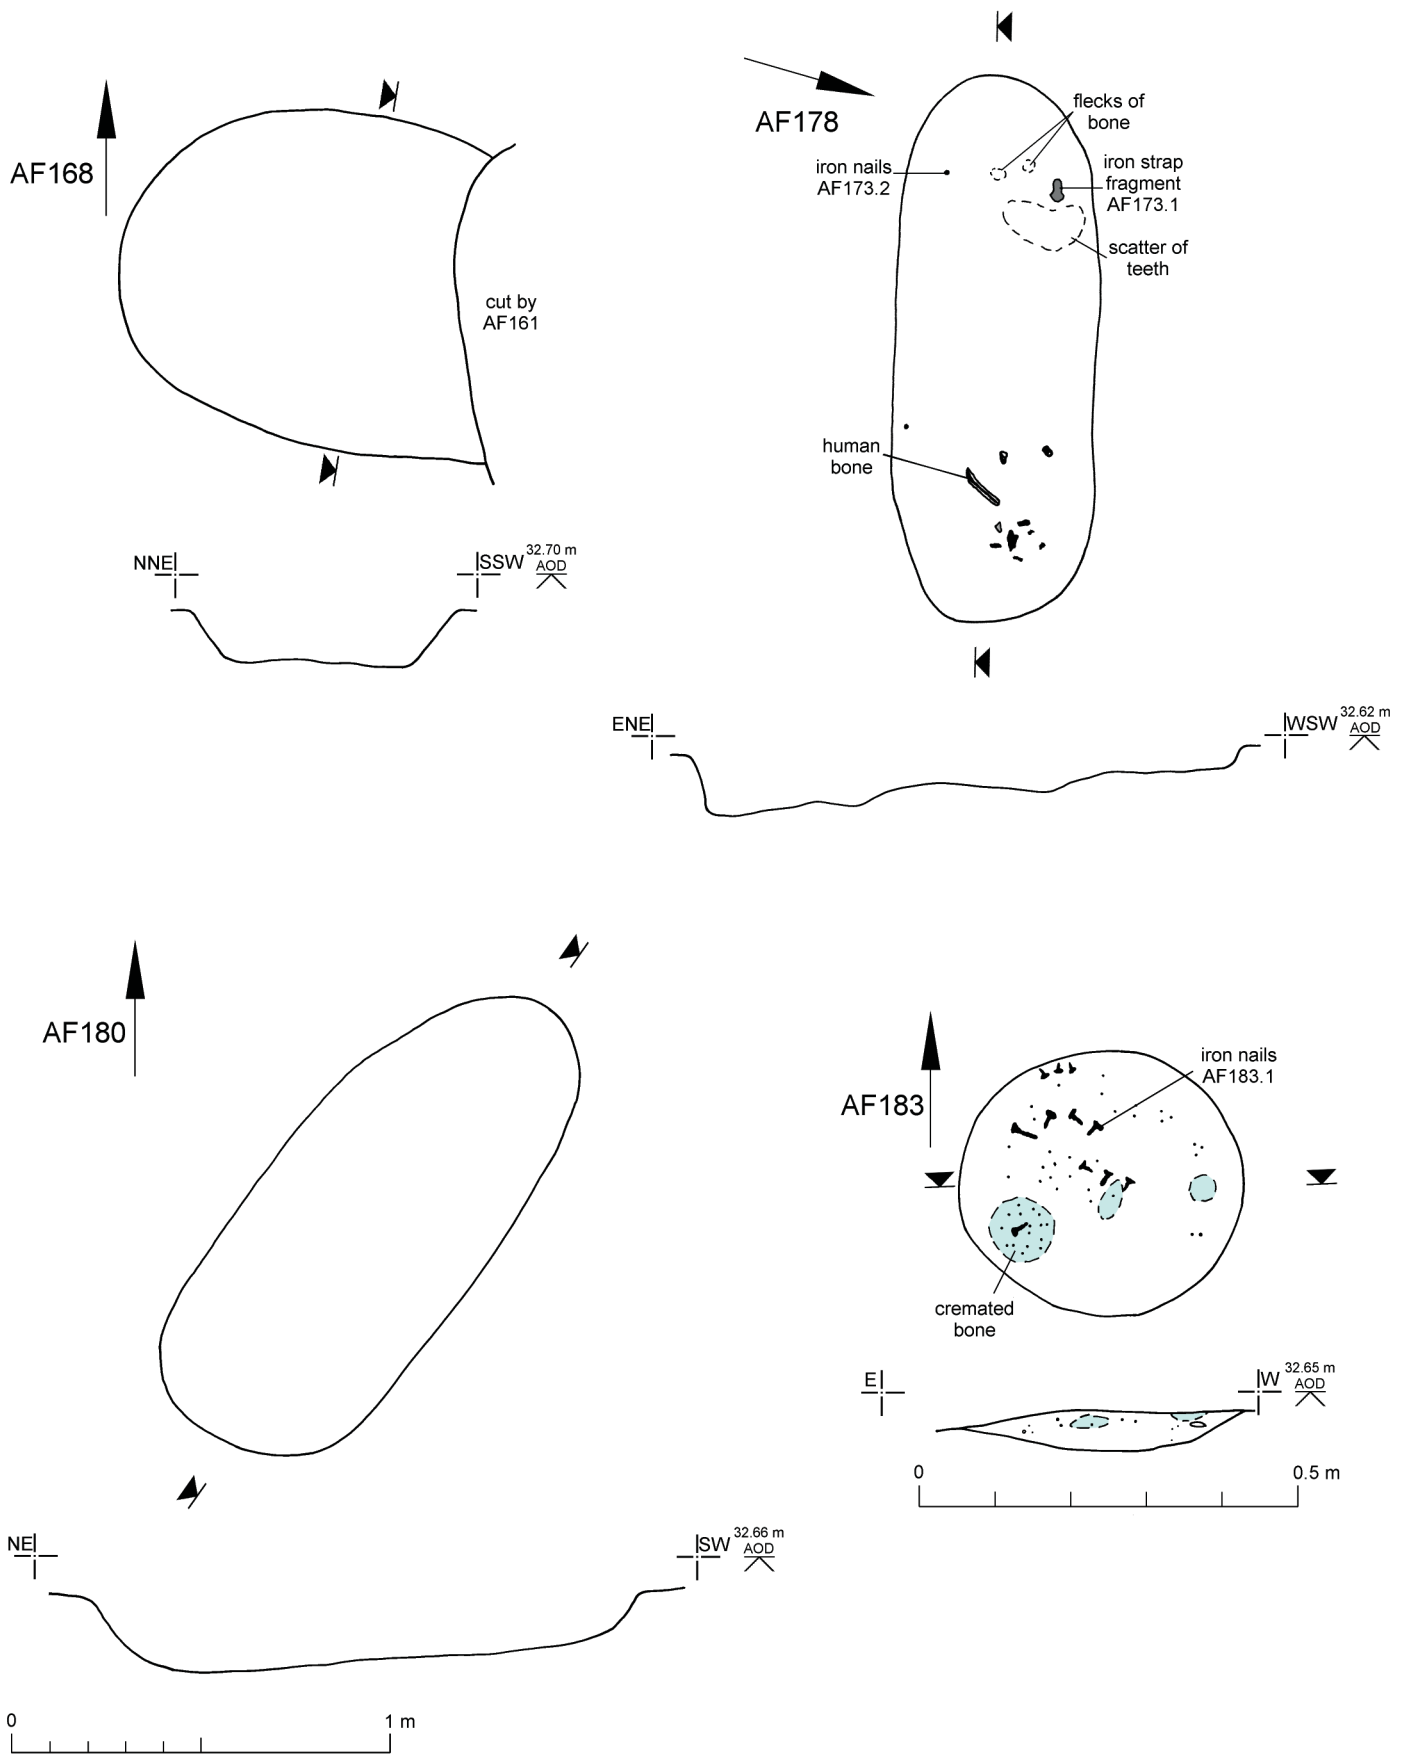 AF168
cut by
AF161
NNE
SSW
32.70 m
AOD
AF178
flecks of
bone
iron nails
AF173.2
iron strap
fragment
AF173.1
scatter of
teeth
human
bone
ENE
WSW
32.62 m
AOD
AF180
NE
SW
32.66 m
AOD
0
1 m
AF183
iron nails
AF183.1
cremated
bone
E
W
32.65 m
AOD
0
0.5 m